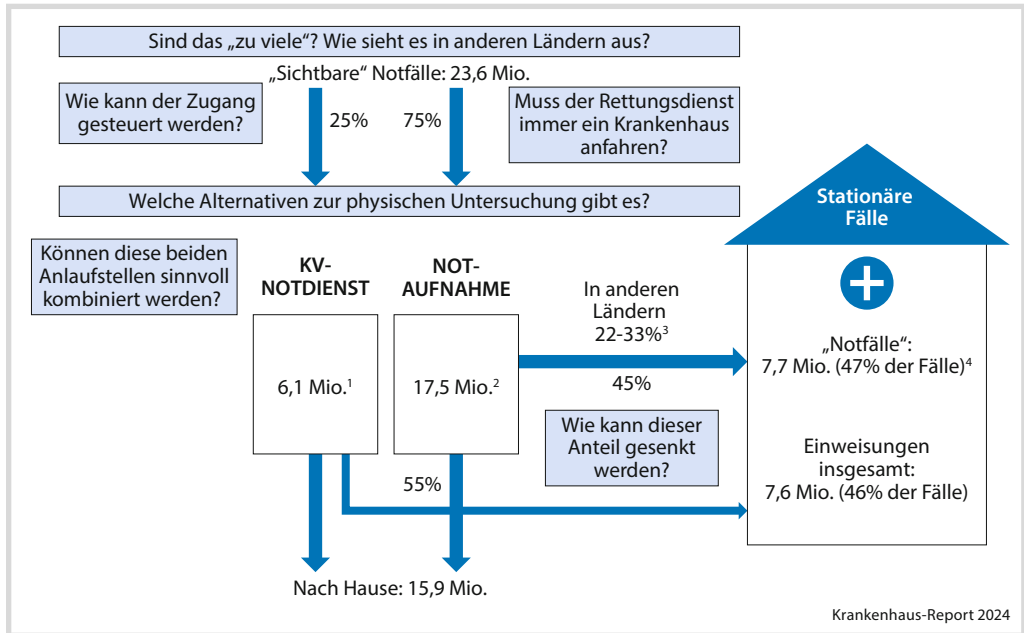 Sind das „zu viele“? Wie sieht es in anderen Ländern aus?
„Sichtbare“ Notfälle: 23,6 Mio.
Wie kann der Zugang
gesteuert werden?
25%
75%
Muss der Rettungsdienst
immer ein Krankenhaus
anfahren?
Welche Alternativen zur physischen Untersuchung gibt es?
Stationäre
Fälle
Können diese beiden
Anlaufstellen sinnvoll
kombiniert werden?
KV-
NOTDIENST
NOT-
AUFNAHME
In anderen
Ländern
22-33%³
45%
6,1 Mio.¹
17,5 Mio.²
„Notfälle“:
7,7 Mio. (47% der Fälle)⁴
Wie kann dieser
Anteil gesenkt
werden?
Einweisungen
insgesamt:
7,6 Mio. (46% der Fälle)
55%
Nach Hause: 15,9 Mio.
Krankenhaus-Report 2024